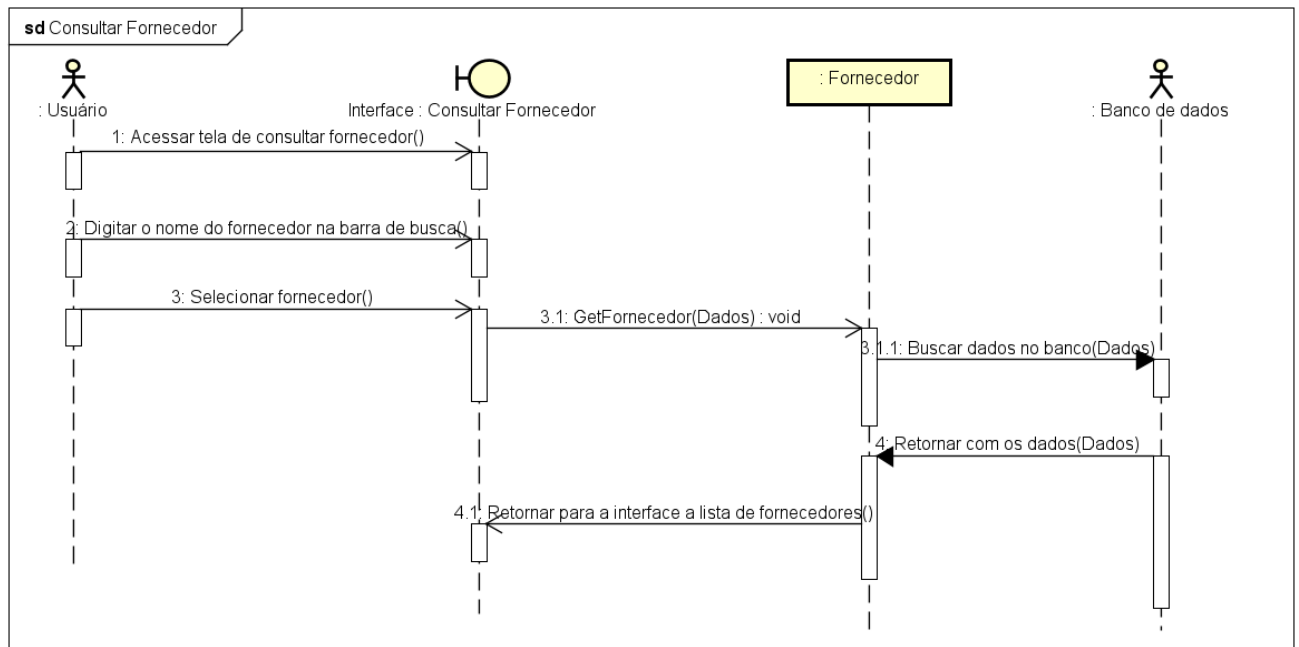 sd Consultar Fornecedor
: Usuário
Interface : Consultar Fornecedor
: Fornecedor
: Banco de dados
1: Acessar tela de consultar fornecedor()
2: Digitar o nome do fornecedor na barra de busca()
3: Selecionar fornecedor()
3.1: GetFornecedor(Dados) : void
3.1.1: Buscar dados no banco(Dados)
4: Retornar com os dados(Dados)
4.1: Retornar para a interface a lista de fornecedores()